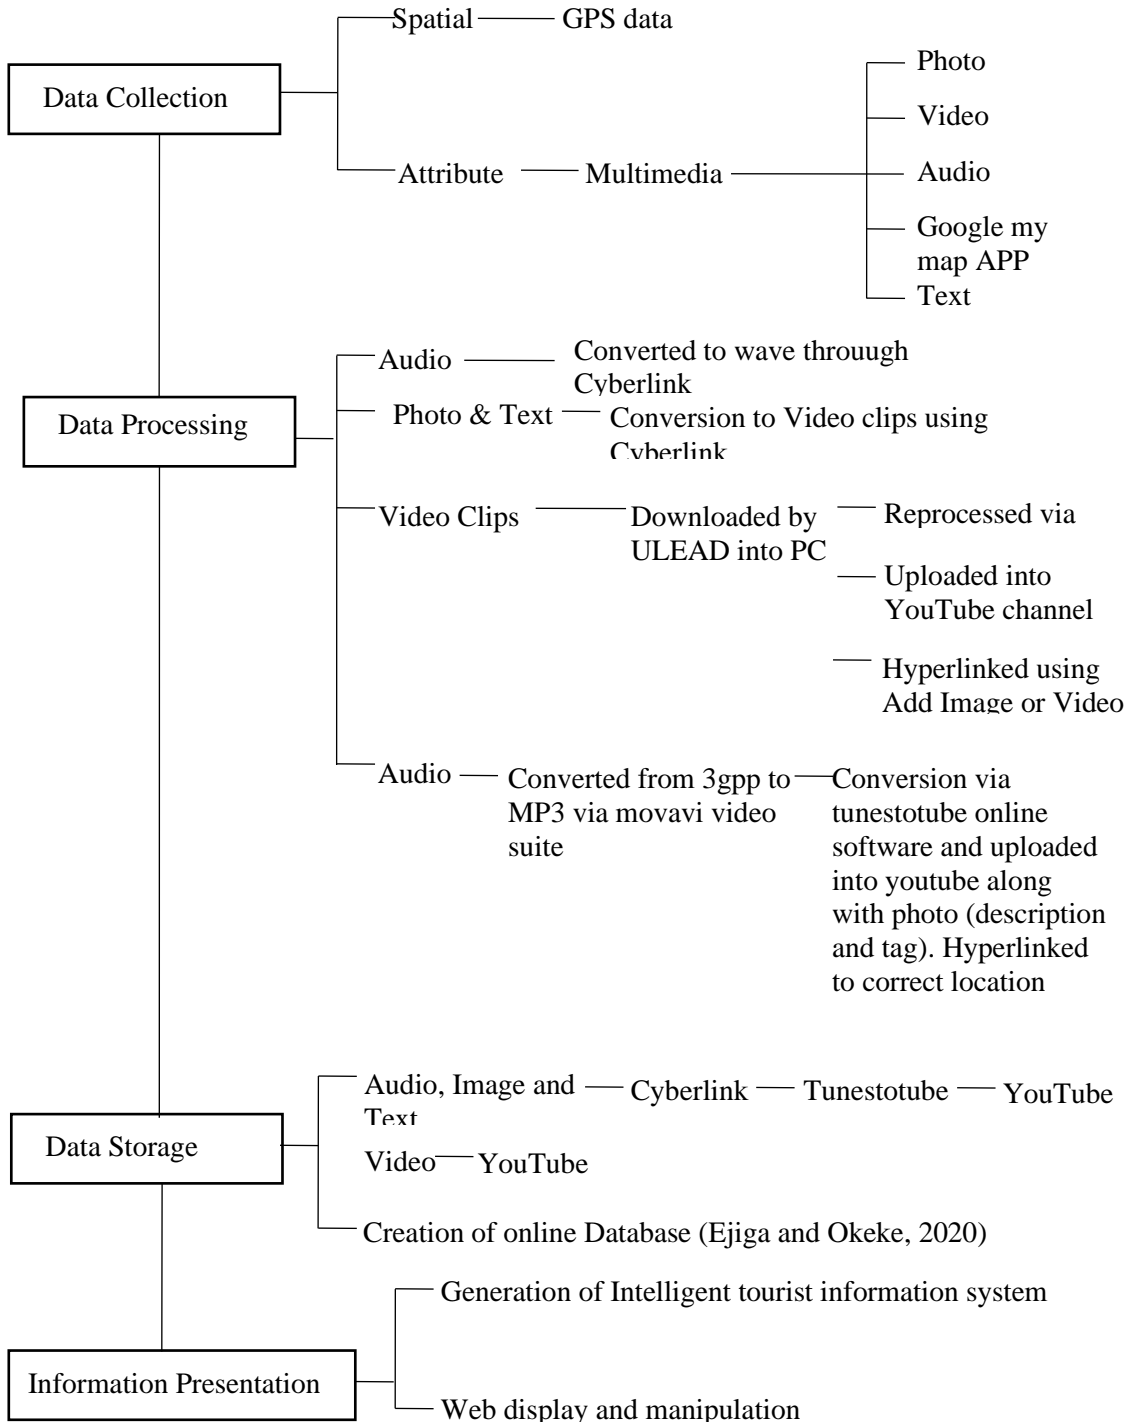 Spatial
GPS data
Data Collection
Attribute
Multimedia
Photo
Video
Audio
Google my
map APP
Text
Audio
Converted to wave throuugh
Cyberlink
Data Processing
Photo & Text
Conversion to Video clips using
Cyberlink
Video Clips
Downloaded by
ULEAD into PC
Reprocessed via
Uploaded into
YouTube channel
Hyperlinked using
Add Image or Video
Audio
Converted from 3gpp to
MP3 via movavi video
suite
Conversion via
tunestotube online
software and uploaded
into youtube along
with photo (description
and tag). Hyperlinked
to correct location
Data Storage
Audio, Image and
Text
Cyberlink
Tunestotube
YouTube
Video
YouTube
Creation of online Database (Ejiga and Okeke, 2020)
Generation of Intelligent tourist information system
Information Presentation
Web display and manipulation